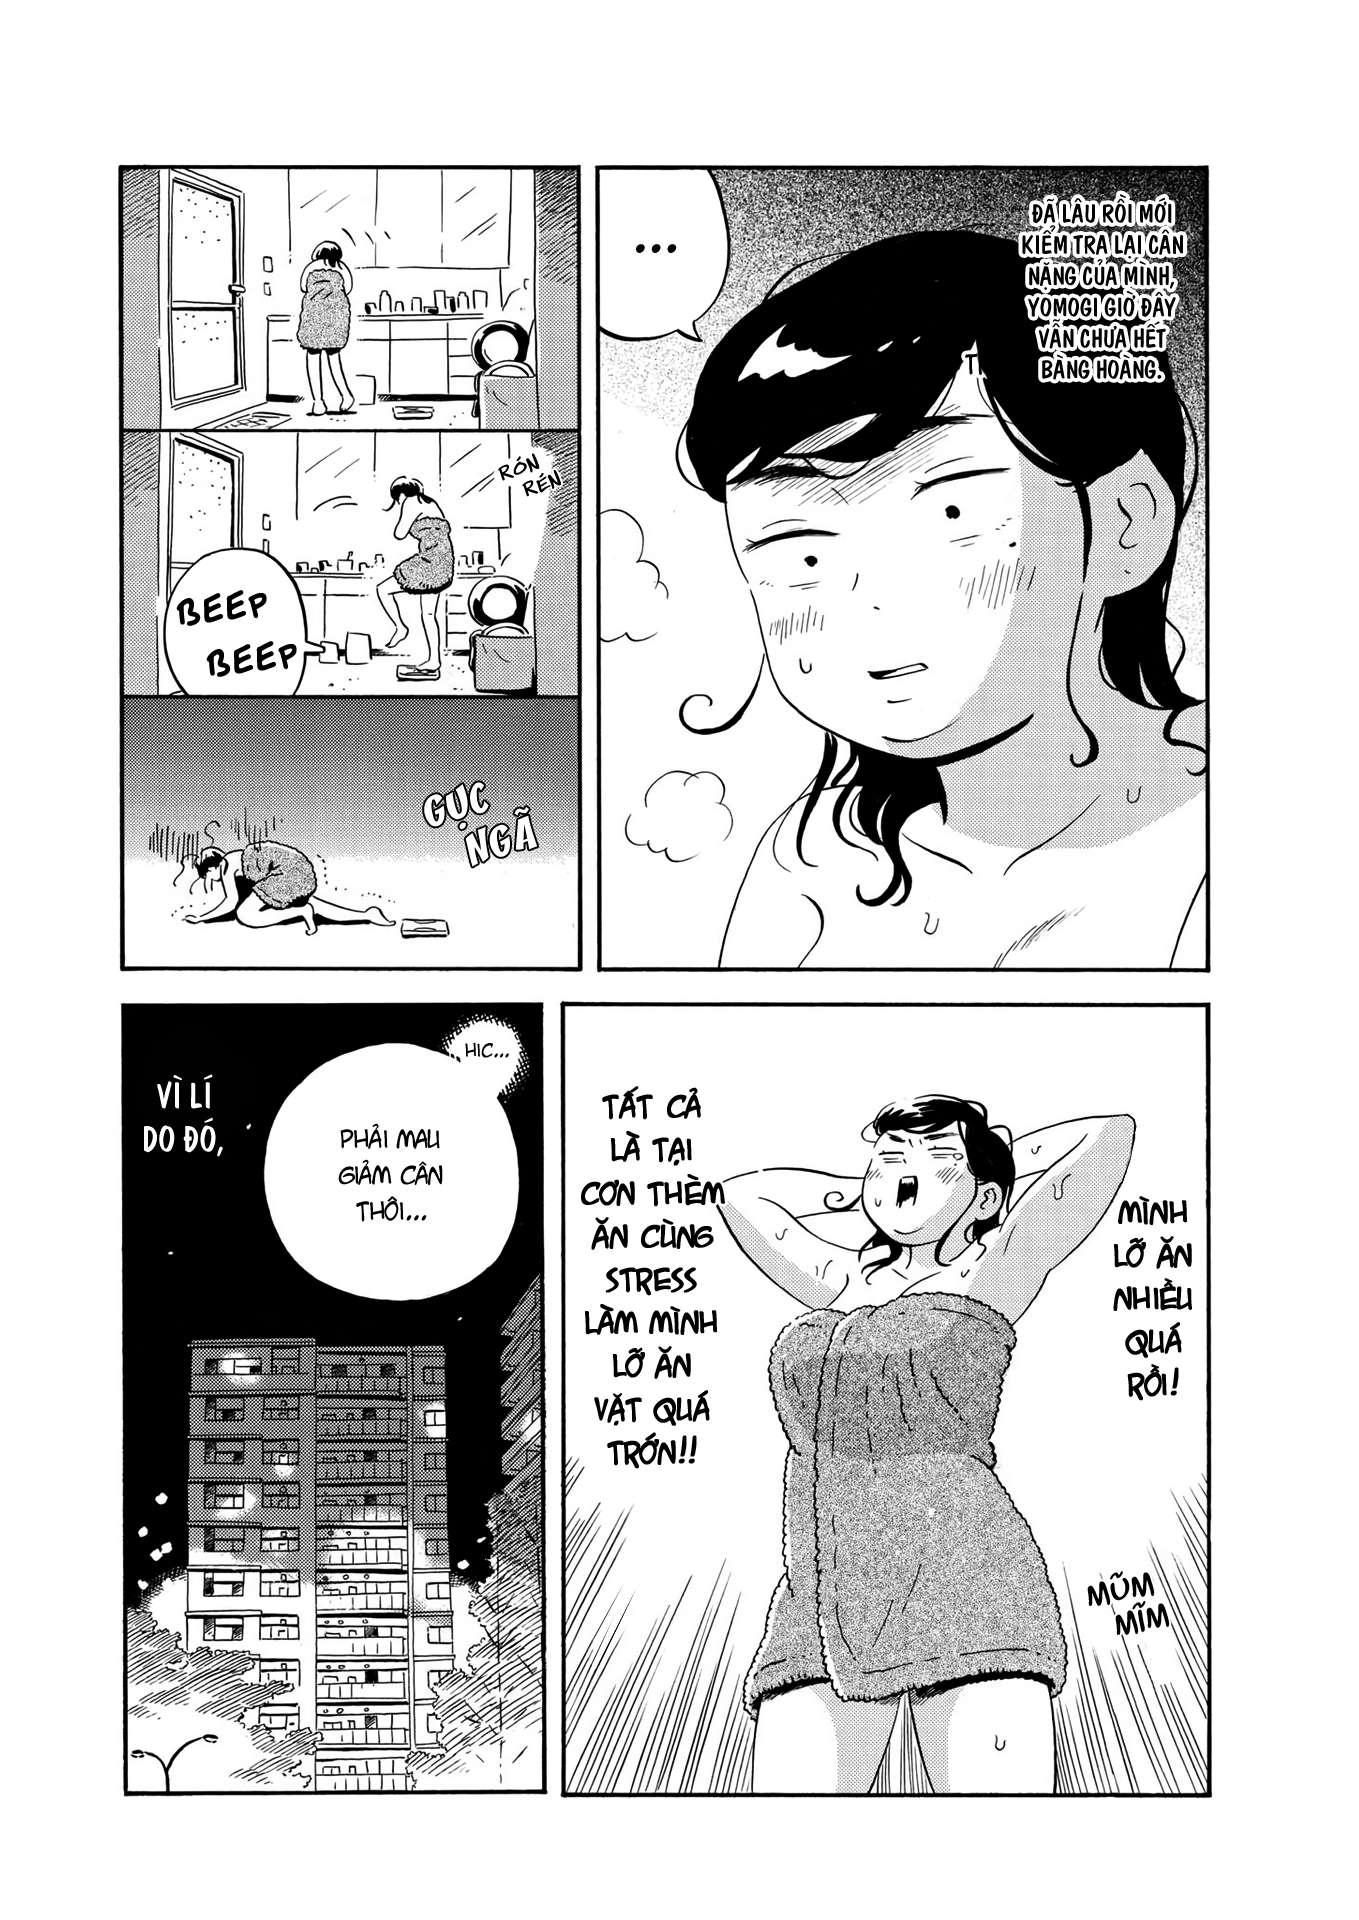 ...
ĐÃ LÂU RỒI MỚI
KIỂM TRA LẠI CÂN
NẶNG CỦA MÌNH,
YOMOGI GIỜ ĐÂY
VẪN CHƯA HẾT
BÀNG HOÀNG.
RÓN
RÉN
BEEP
BEEP
GỤC
NGÃ
MÌNH
LỠ ĂN
NHIỀU
QUÁ
RỒI!
TẤT CẢ
LÀ TẠI
CƠN THÈM
ĂN CÙNG
STRESS
LÀM MÌNH
LỠ ĂN
VẶT QUÁ
TRỚN!!
MŨM
MĨM
HIC...
PHẢI MAU
GIẢM CÂN
THÔI...
VÌ LÍ
DO ĐÓ,